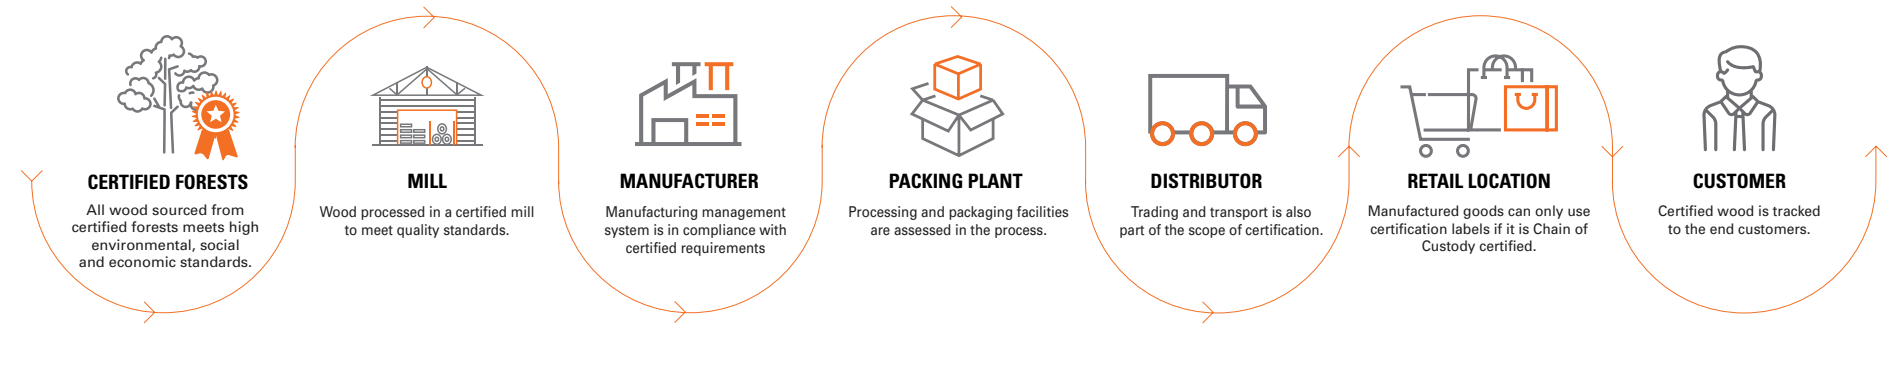 CERTIFIED FORESTS
All wood sourced from
certified forests meets high
environmental, social
and economic standards.
MILL
Wood processed in a certified mill
to meet quality standards.
MANUFACTURER
Manufacturing management
system is in compliance with
certified requirements
PACKING PLANT
Processing and packaging facilities
are assessed in the process.
DISTRIBUTOR
Trading and transport is also
part of the scope of certification.
RETAIL LOCATION
Manufactured goods can only use
certification labels if it is Chain of
Custody certified.
CUSTOMER
Certified wood is tracked
to the end customers.